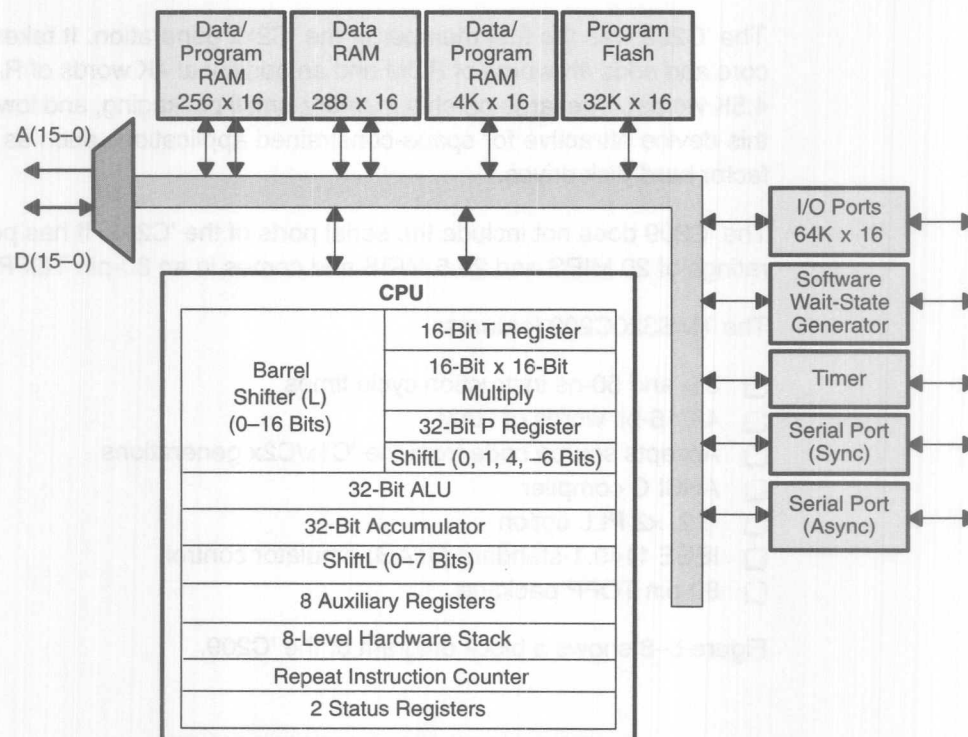 Data/
Program
RAM
256 x 16
Data
RAM
288 x 16
Data/
Program
RAM
4K x 16
Program
Flash
32K x 16
A(15–0)
D(15–0)
I/O Ports
64K x 16
Software
Wait-State
Generator
Timer
Serial Port
(Sync)
Serial Port
(Async)
CPU
Barrel
Shifter (L)
(0–16 Bits)
16-Bit T Register
16-Bit x 16-Bit
Multiply
32-Bit P Register
ShiftL (0, 1, 4, –6 Bits)
32-Bit ALU
32-Bit Accumulator
ShiftL (0–7 Bits)
8 Auxiliary Registers
8-Level Hardware Stack
Repeat Instruction Counter
2 Status Registers